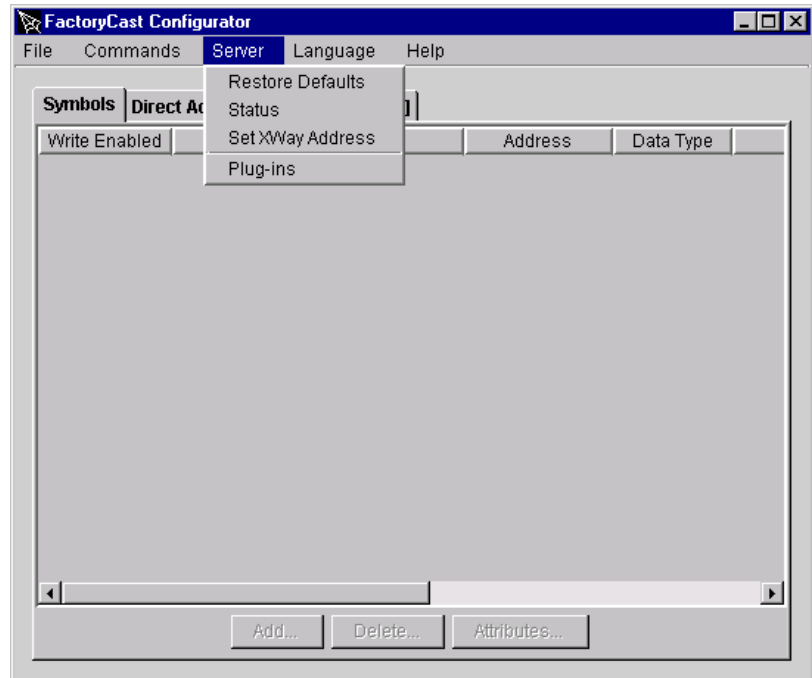 FactoryCast Configurator
File Commands Server Language Help
Restore Defaults
Symbols Direct Status
Write Enabled Set XWay Address Address Data Type
Plug-ins
Add... Delete... Attributes...